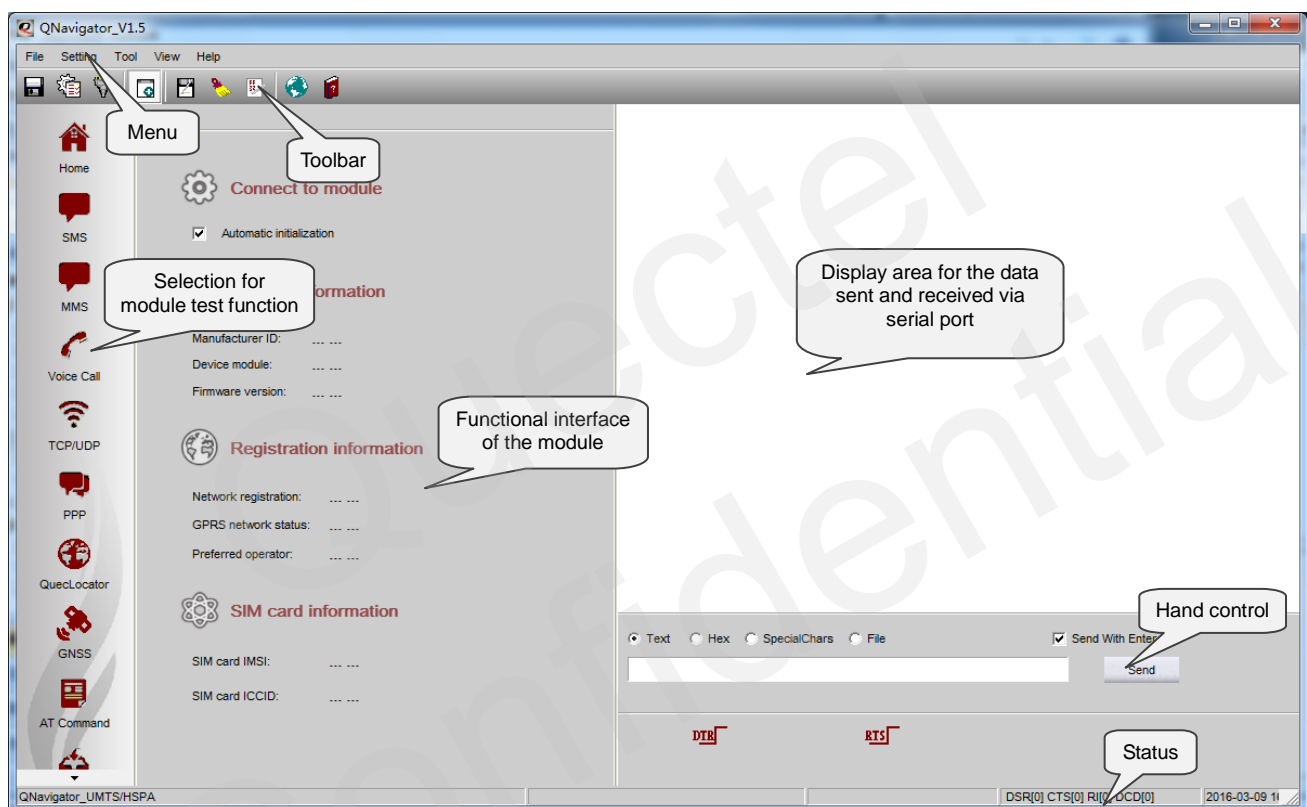 QNavigator_V1.5
File Setting Tool View Help
Menu
Toolbar
Home
SMS
MMS
Voice Call
TCP/UDP
PPP
QuecLocator
GNSS
AT Command
Selection for
module test function
Connect to module
Automatic initialization
ormation
Manufacturer ID: ... ...
Device module: ... ...
Firmware version: ... ...
Functional interface
of the module
Registration information
Network registration: ... ...
GPRS network status: ... ...
Preferred operator: ... ...
SIM card information
SIM card IMSI: ... ...
SIM card ICCID: ... ...
Display area for the data
sent and received via
serial port
Hand control
Text Hex SpecialChars File Send With Enter
Send
DTR RTS
Status
QNavigator_UMTS/HSPA DSR[0] CTS[0] RI[0] DCD[0] 2016-03-09
Quectel
Confidential